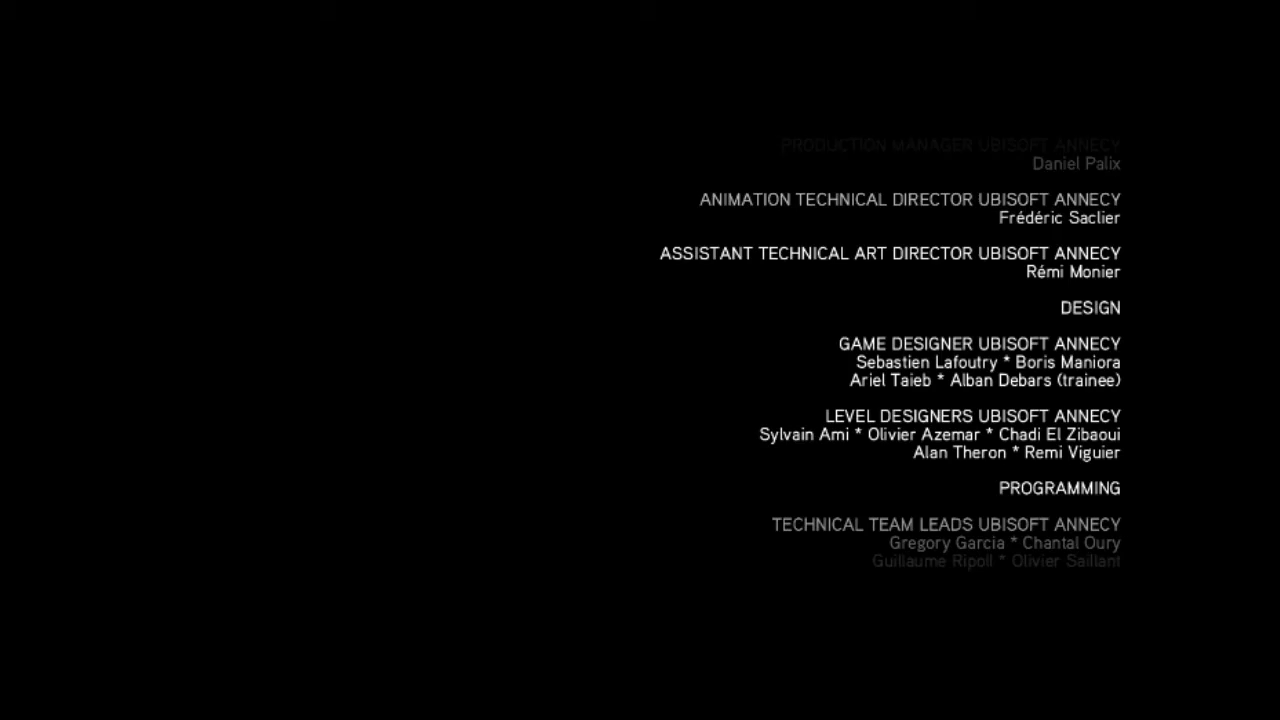 PRODUCTION MANAGER UBISOFT ANNECY
Daniel Palix
ANIMATION TECHNICAL DIRECTOR UBISOFT ANNECY
Frédéric Saclier
ASSISTANT TECHNICAL ART DIRECTOR UBISOFT ANNECY
Rémi Monier
DESIGN
GAME DESIGNER UBISOFT ANNECY
Sebastien Lafoutry * Boris Maniora
Ariel Taieb * Alban Debars (trainee)
LEVEL DESIGNERS UBISOFT ANNECY
Sylvain Ami * Olivier Azemar * Chadi El Zibaoui
Alan Theron * Remi Viguier
PROGRAMMING
TECHNICAL TEAM LEADS UBISOFT ANNECY
Gregory Garcia * Chantal Oury
Guillaume Ripoll * Olivier Saillant